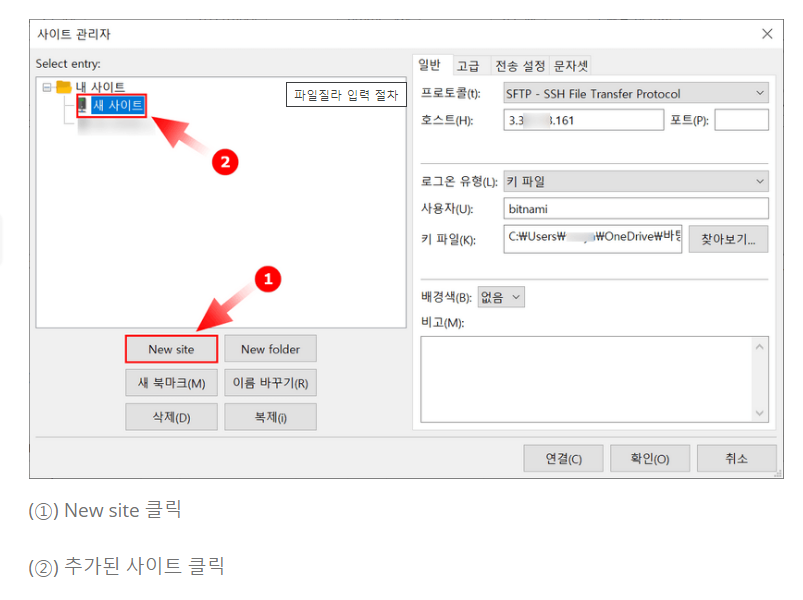 사이트 관리자
Select entry:
내 사이트
새 사이트
파일질라 입력 절차
2
1
New site
New folder
새 북마크(M)
이름 바꾸기(R)
삭제(D)
복제(i)
일반 고급 전송 설정 문자셋
프로토콜(t): SFTP - SSH File Transfer Protocol
호스트(H): 3.3 3.161 포트(P):
로그온 유형(L): 키 파일
사용자(U): bitnami
키 파일(K): C:₩Users₩ ₩OneDrive₩바탕 찾아보기...
배경색(B): 없음
비고(M):
연결(C) 확인(O) 취소
(①) New site 클릭
(②) 추가된 사이트 클릭